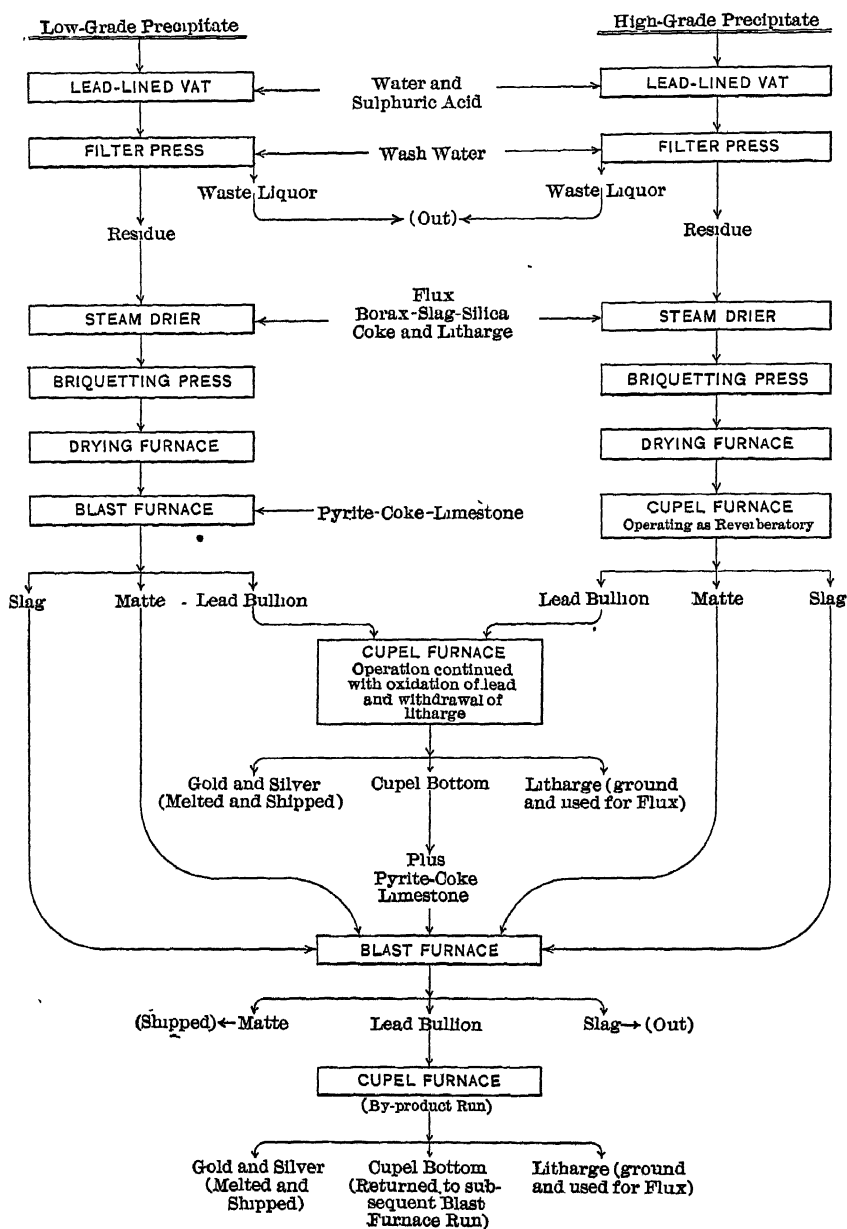 Low-Grade Precipitate
High-Grade Precipitate
LEAD-LINED VAT
Water and
Sulphuric Acid
LEAD-LINED VAT
FILTER PRESS
Wash Water
FILTER PRESS
Waste Liquor
Waste Liquor
(Out)
Residue
Residue
Flux
Borax-Slag-Silica
Coke and Litharge
STEAM DRIER
STEAM DRIER
BRIQUETTING PRESS
BRIQUETTING PRESS
DRYING FURNACE
DRYING FURNACE
BLAST FURNACE
Pyrite-Coke-Limestone
CUPEL FURNACE
Operating as Reverberatory
Slag
Matte
Lead Bullion
Lead Bullion
Matte
Slag
CUPEL FURNACE
Operation continued
with oxidation of lead
and withdrawal of
litharge
Gold and Silver
(Melted and Shipped)
Cupel Bottom
Litharge (ground
and used for Flux)
Plus
Pyrite-Coke
Limestone
BLAST FURNACE
(Shipped)
Matte
Lead Bullion
Slag
(Out)
CUPEL FURNACE
(By-product Run)
Gold and Silver
(Melted and
Shipped)
Cupel Bottom
(Returned to sub-
sequent Blast
Furnace Run)
Litharge (ground
and used for Flux)